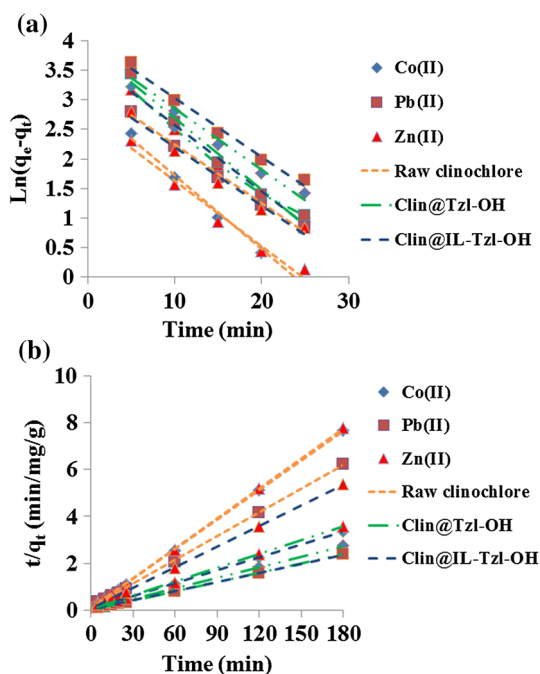 (a)
4
3.5
3
2.5
2
1.5
1
0.5
0
Ln(qe-qt)
0 10 20 30
Time (min)
Co(II)
Pb(II)
Zn(II)
Raw clinochlore
Clin@Tzl-OH
Clin@IL-Tzl-OH
(b)
10
8
6
4
2
0
t/qt (min/mg/g)
0 30 60 90 120 150 180
Time (min)
Co(II)
Pb(II)
Zn(II)
Raw clinochlore
Clin@Tzl-OH
Clin@IL-Tzl-OH